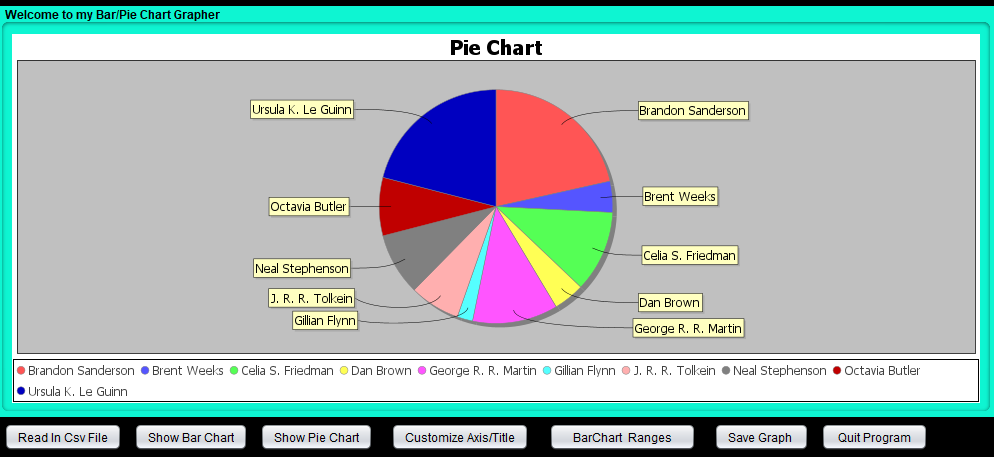 Welcome to my Bar/Pie Chart Grapher
Pie Chart
Ursula K. Le Guinn
Brandon Sanderson
Octavia Butler
Brent Weeks
Neal Stephenson
Celia S. Friedman
J. R. R. Tolkein
Dan Brown
Gillian Flynn
George R. R. Martin
Brandon Sanderson Brent Weeks Celia S. Friedman Dan Brown George R. R. Martin Gillian Flynn J. R. R. Tolkein Neal Stephenson Octavia Butler
Ursula K. Le Guinn
Read In Csv File Show Bar Chart Show Pie Chart Customize Axis/Title BarChart Ranges Save Graph Quit Program